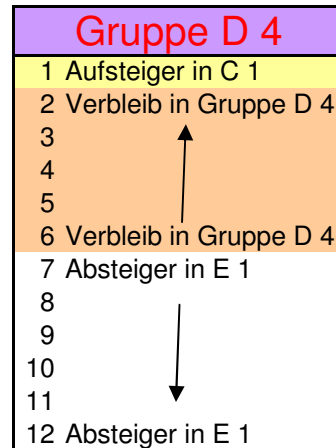 Gruppe D 4
1 Aufsteiger in C 1
2 Verbleib in Gruppe D 4
3
4
5
6 Verbleib in Gruppe D 4
7 Absteiger in E 1
8
9
10
11
12 Absteiger in E 1